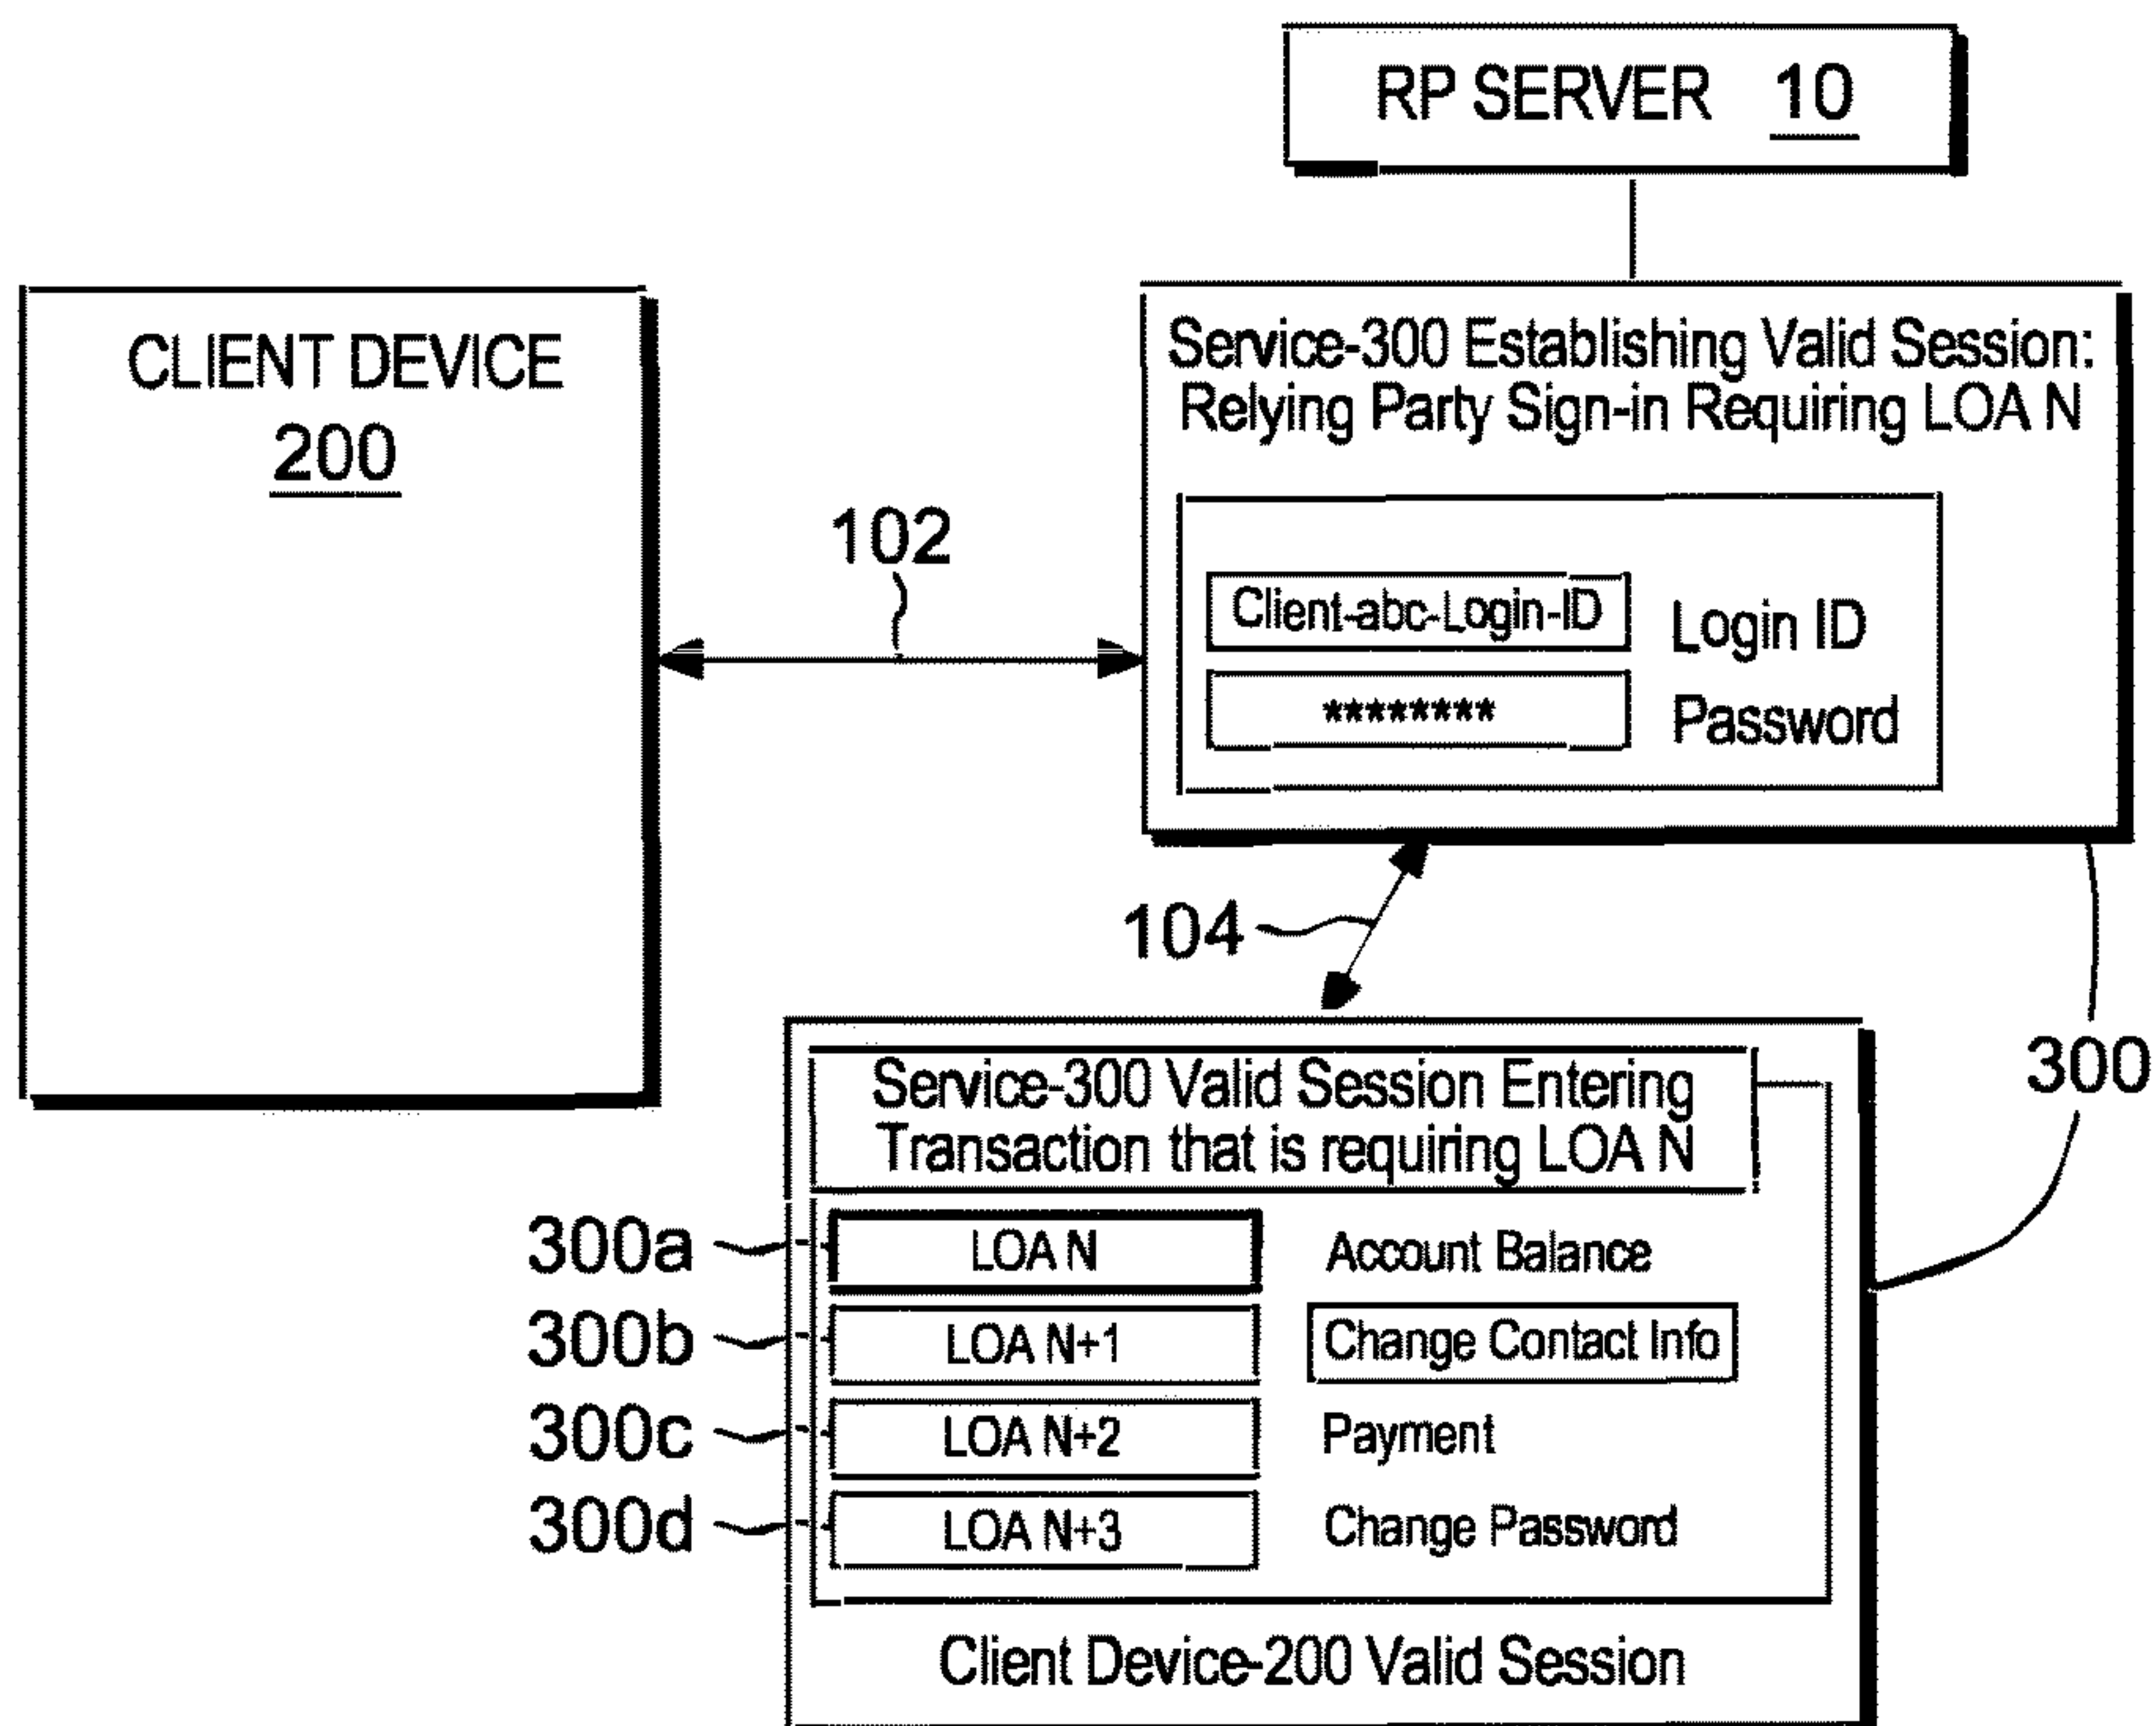 RP SERVER 10
CLIENT DEVICE
200
Service-300 Establishing Valid Session:
Relying Party Sign-in Requiring LOA N
102
Client-abc-Login-ID Login ID
******** Password
104
300
Service-300 Valid Session Entering
Transaction that is requiring LOA N
300a LOA N Account Balance
300b LOA N+1 Change Contact Info
300c LOA N+2 Payment
300d LOA N+3 Change Password
Client Device-200 Valid Session